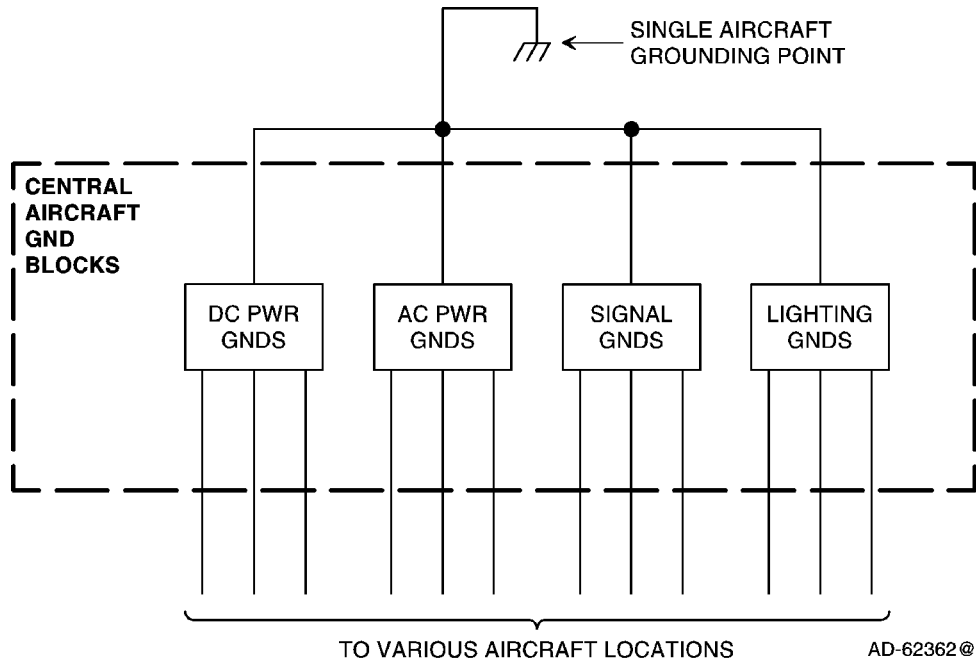 SINGLE AIRCRAFT
GROUNDING POINT
CENTRAL
AIRCRAFT
GND
BLOCKS
DC PWR
GNDS
AC PWR
GNDS
SIGNAL
GNDS
LIGHTING
GNDS
TO VARIOUS AIRCRAFT LOCATIONS
AD-62362@